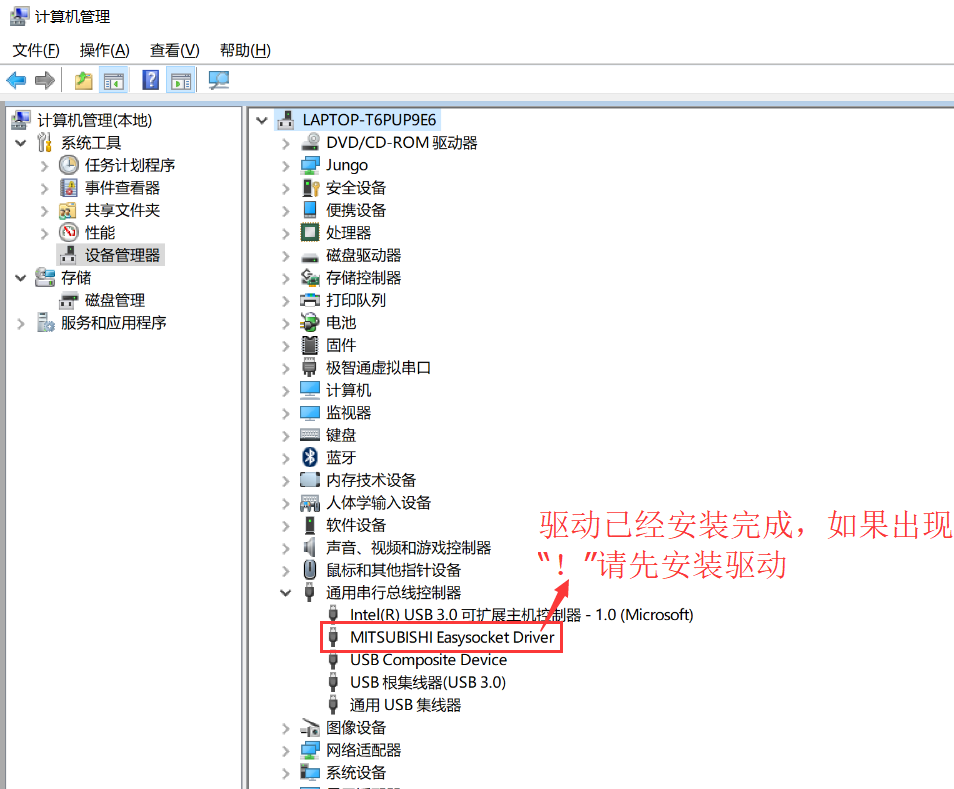 计算机管理
文件(F) 操作(A) 查看(V) 帮助(H)
计算机管理(本地)
系统工具
任务计划程序
事件查看器
共享文件夹
性能
设备管理器
存储
磁盘管理
服务和应用程序
LAPTOP-T6PUP9E6
DVD/CD-ROM 驱动器
Jungo
安全设备
便携设备
处理器
磁盘驱动器
存储控制器
打印队列
电池
固件
极智通虚拟串口
计算机
监视器
键盘
蓝牙
内存技术设备
人体学输入设备
软件设备
声音、视频和游戏控制器
鼠标和其他指针设备
通用串行总线控制器
Intel(R) USB 3.0 可扩展主机控制器 - 1.0 (Microsoft)
MITSUBISHI Easysocket Driver
USB Composite Device
USB 根集线器(USB 3.0)
通用 USB 集线器
图像设备
网络适配器
系统设备
驱动已经安装完成，如果出现
“！”请先安装驱动